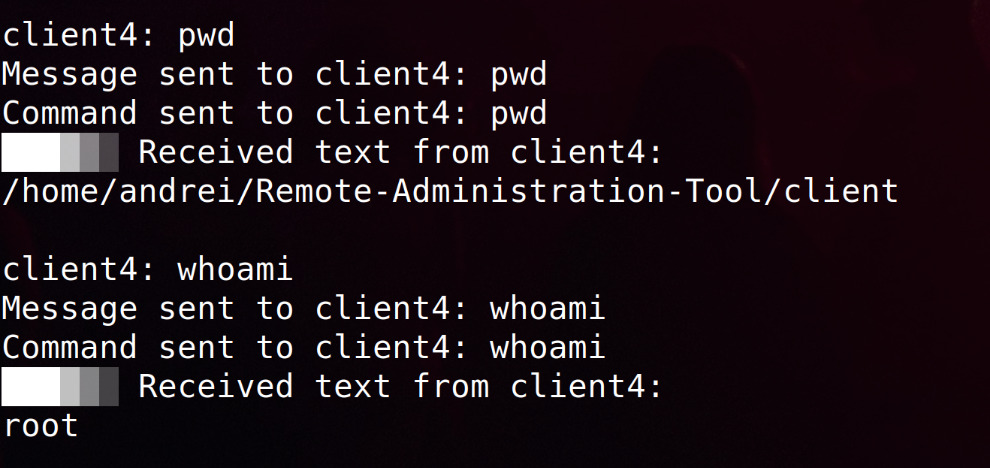 client4: pwd
Message sent to client4: pwd
Command sent to client4: pwd
Received text from client4:
/home/andrei/Remote-Administration-Tool/client
client4: whoami
Message sent to client4: whoami
Command sent to client4: whoami
Received text from client4:
root